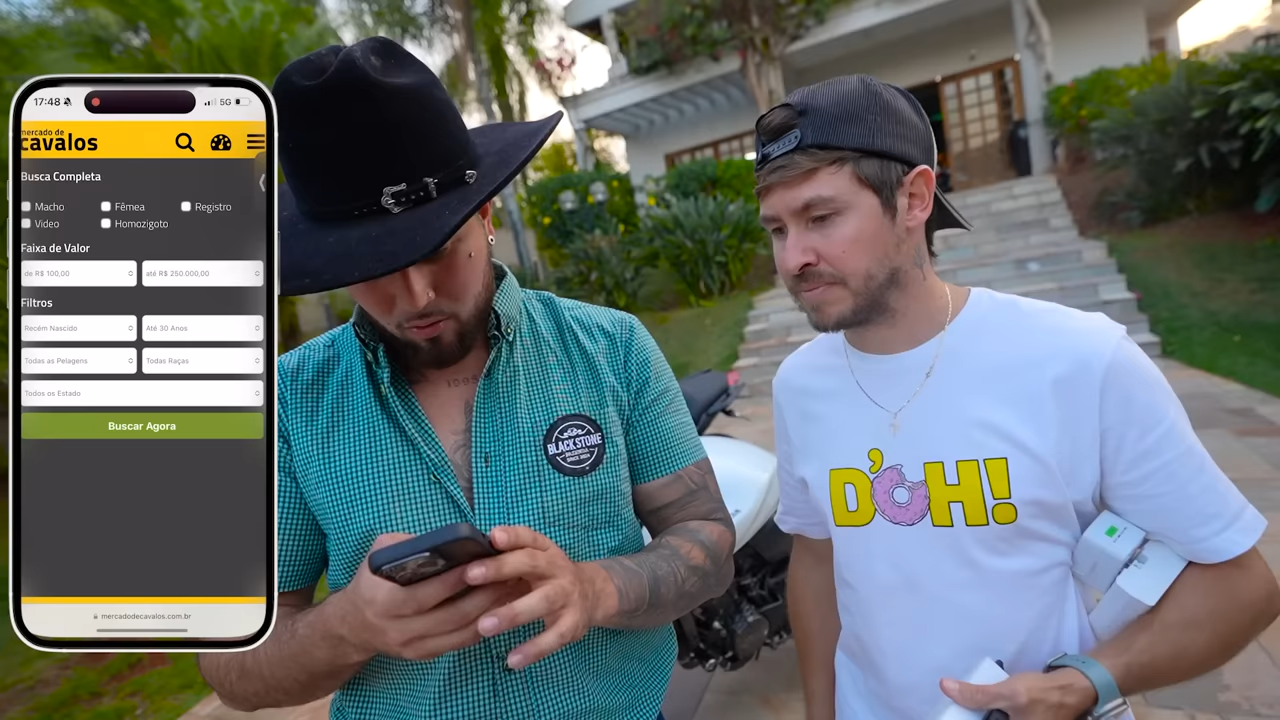 17:48
5G
mercado de
cavalos
Busca Completa
Macho
Fêmea
Registro
Video
Homozigoto
Faixa de Valor
de R$ 100,00
até R$ 250.000,00
Filtros
Recém Nascido
Até 30 Anos
Todas as Pelagens
Todas Raças
Todos os Estado
Buscar Agora
mercadodecavalos.com.br
BLACK STONE
D'OH!